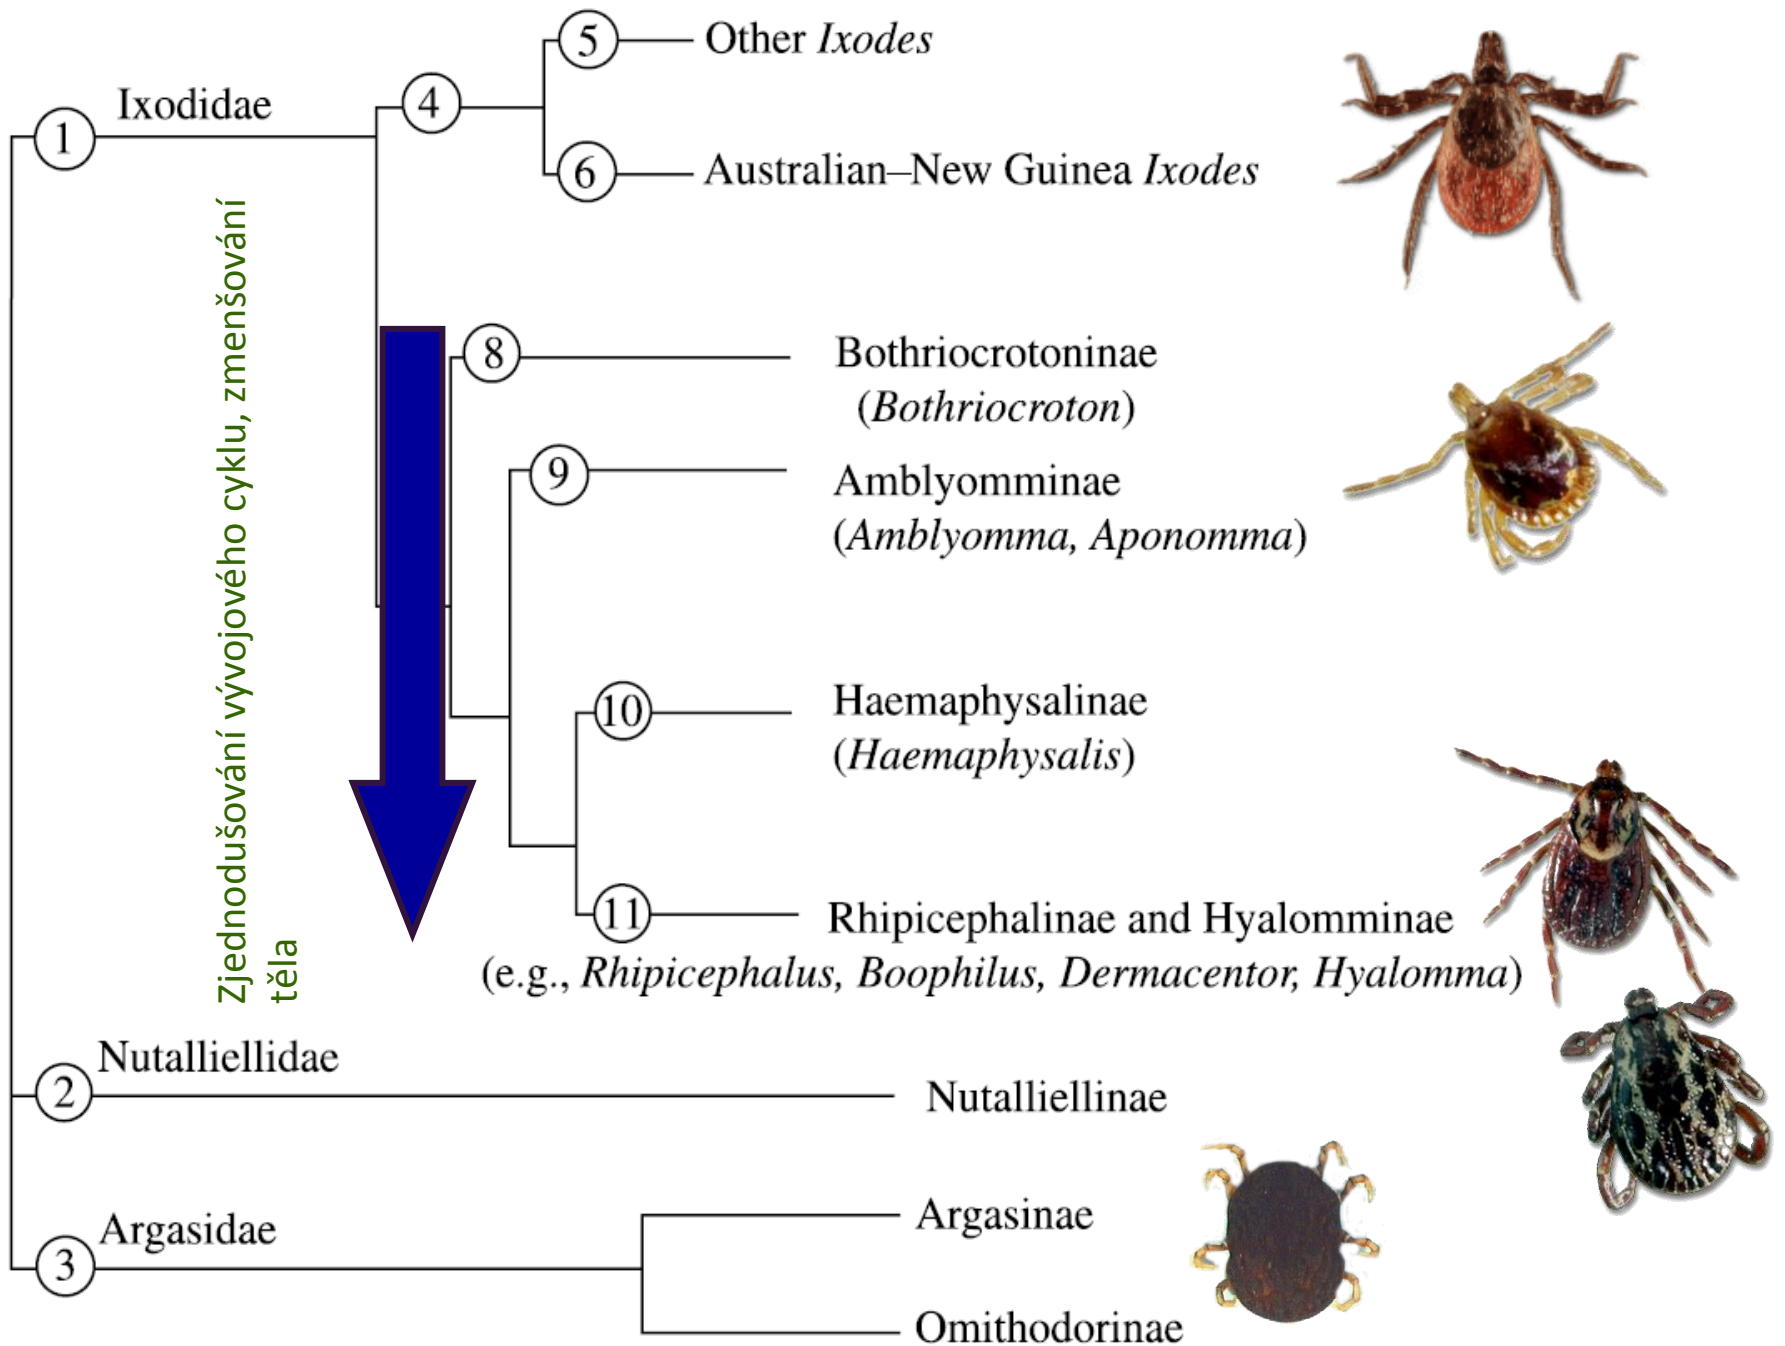 5 Other Ixodes
Ixodidae
4
1
6 Australian–New Guinea Ixodes
Zjednodušování vývojového cyklu, zmenšování
těla
8 Bothriocrotoninae
(Bothriocroton)
9 Amblyomminae
(Amblyomma, Aponomma)
10 Haemaphysalinae
(Haemaphysalis)
11 Rhipicephalinae and Hyalomminae
(e.g., Rhipicephalus, Boophilus, Dermacentor, Hyalomma)
Nutalliellidae
2 Nutalliellinae
Argasinae
Argasidae
3
Omithodorinae